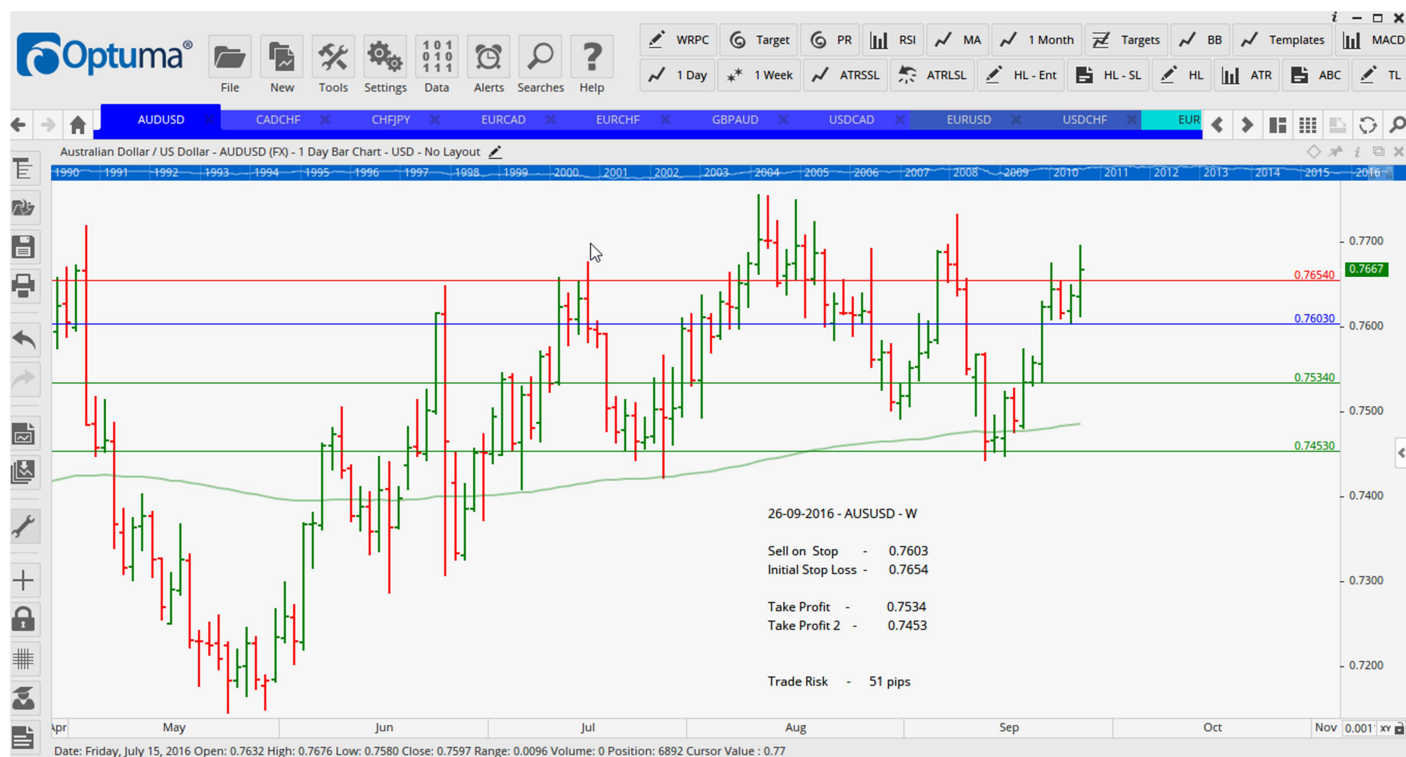 i
Optuma®
File New Tools Settings Data Alerts Searches Help
101
010
111
WRPC Target PR RSI MA 1 Month Targets BB Templates MACD
1 Day 1 Week ATRSSL ATRLSL HL - Ent HL - SL HL ATR ABC TL
AUDUSD CADCHF CHFJPY EURCAD EURCHF GBPAUD USDCAD EURUSD USDCHF EUR
Australian Dollar / US Dollar - AUDUSD (FX) - 1 Day Bar Chart - USD - No Layout
1990 1991 1992 1993 1994 1995 1996 1997 1998 1999 2000 2001 2002 2003 2004 2005 2006 2007 2008 2009 2010 2011 2012 2013 2014 2015 2016
0.7700
0.76540 0.7667
0.76030 0.7600
0.75340
0.7500
0.74530
0.7400
26-09-2016 - AUSUSD - W
Sell on Stop - 0.7603
Initial Stop Loss - 0.7654
0.7300
Take Profit - 0.7534
Take Profit 2 - 0.7453
0.7200
Trade Risk - 51 pips
Apr May Jun Jul Aug Sep Oct Nov 0.001 XY
Date: Friday, July 15, 2016 Open: 0.7632 High: 0.7676 Low: 0.7580 Close: 0.7597 Range: 0.0096 Volume: 0 Position: 6892 Cursor Value : 0.77